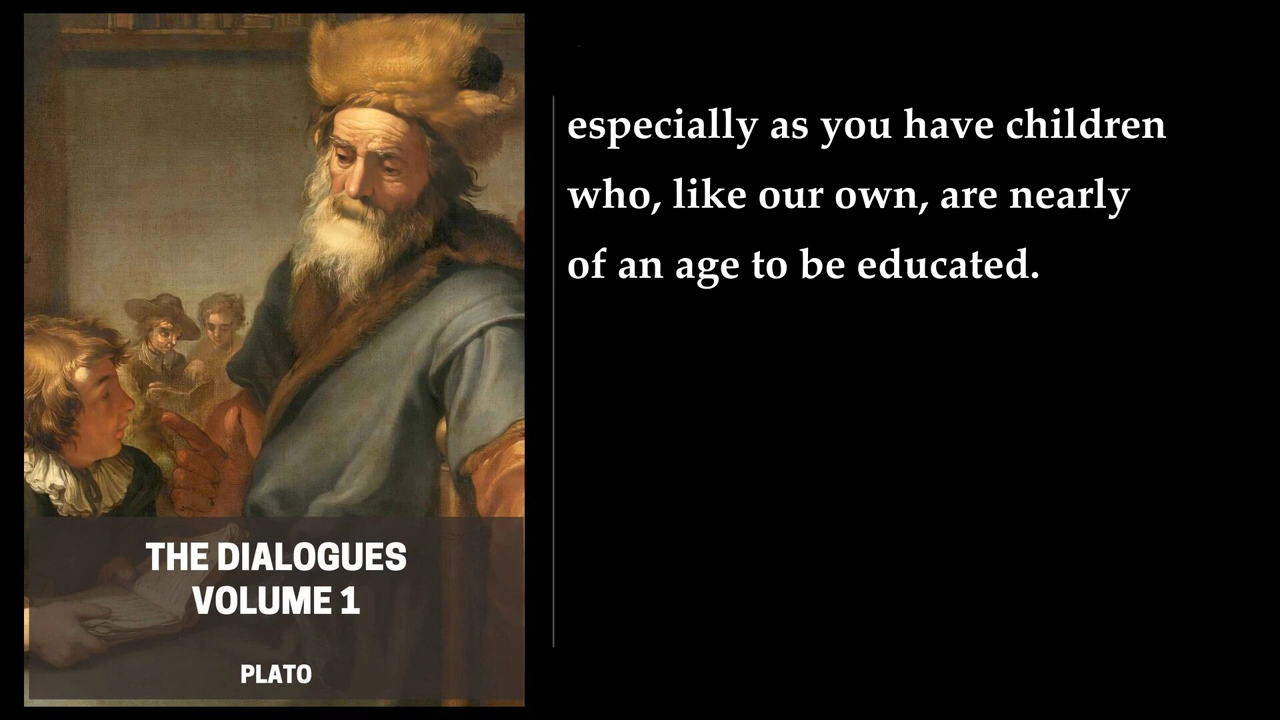 especially as you have children
who, like our own, are nearly
of an age to be educated.
THE DIALOGUES
VOLUME 1
PLATO